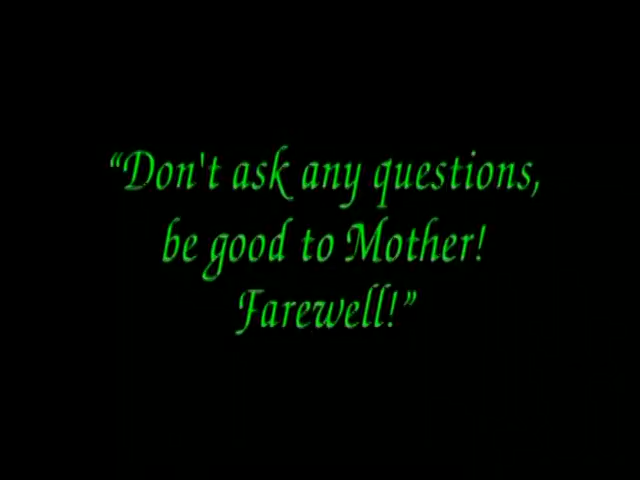 “Don't ask any questions,
be good to Mother!
Farewell!”